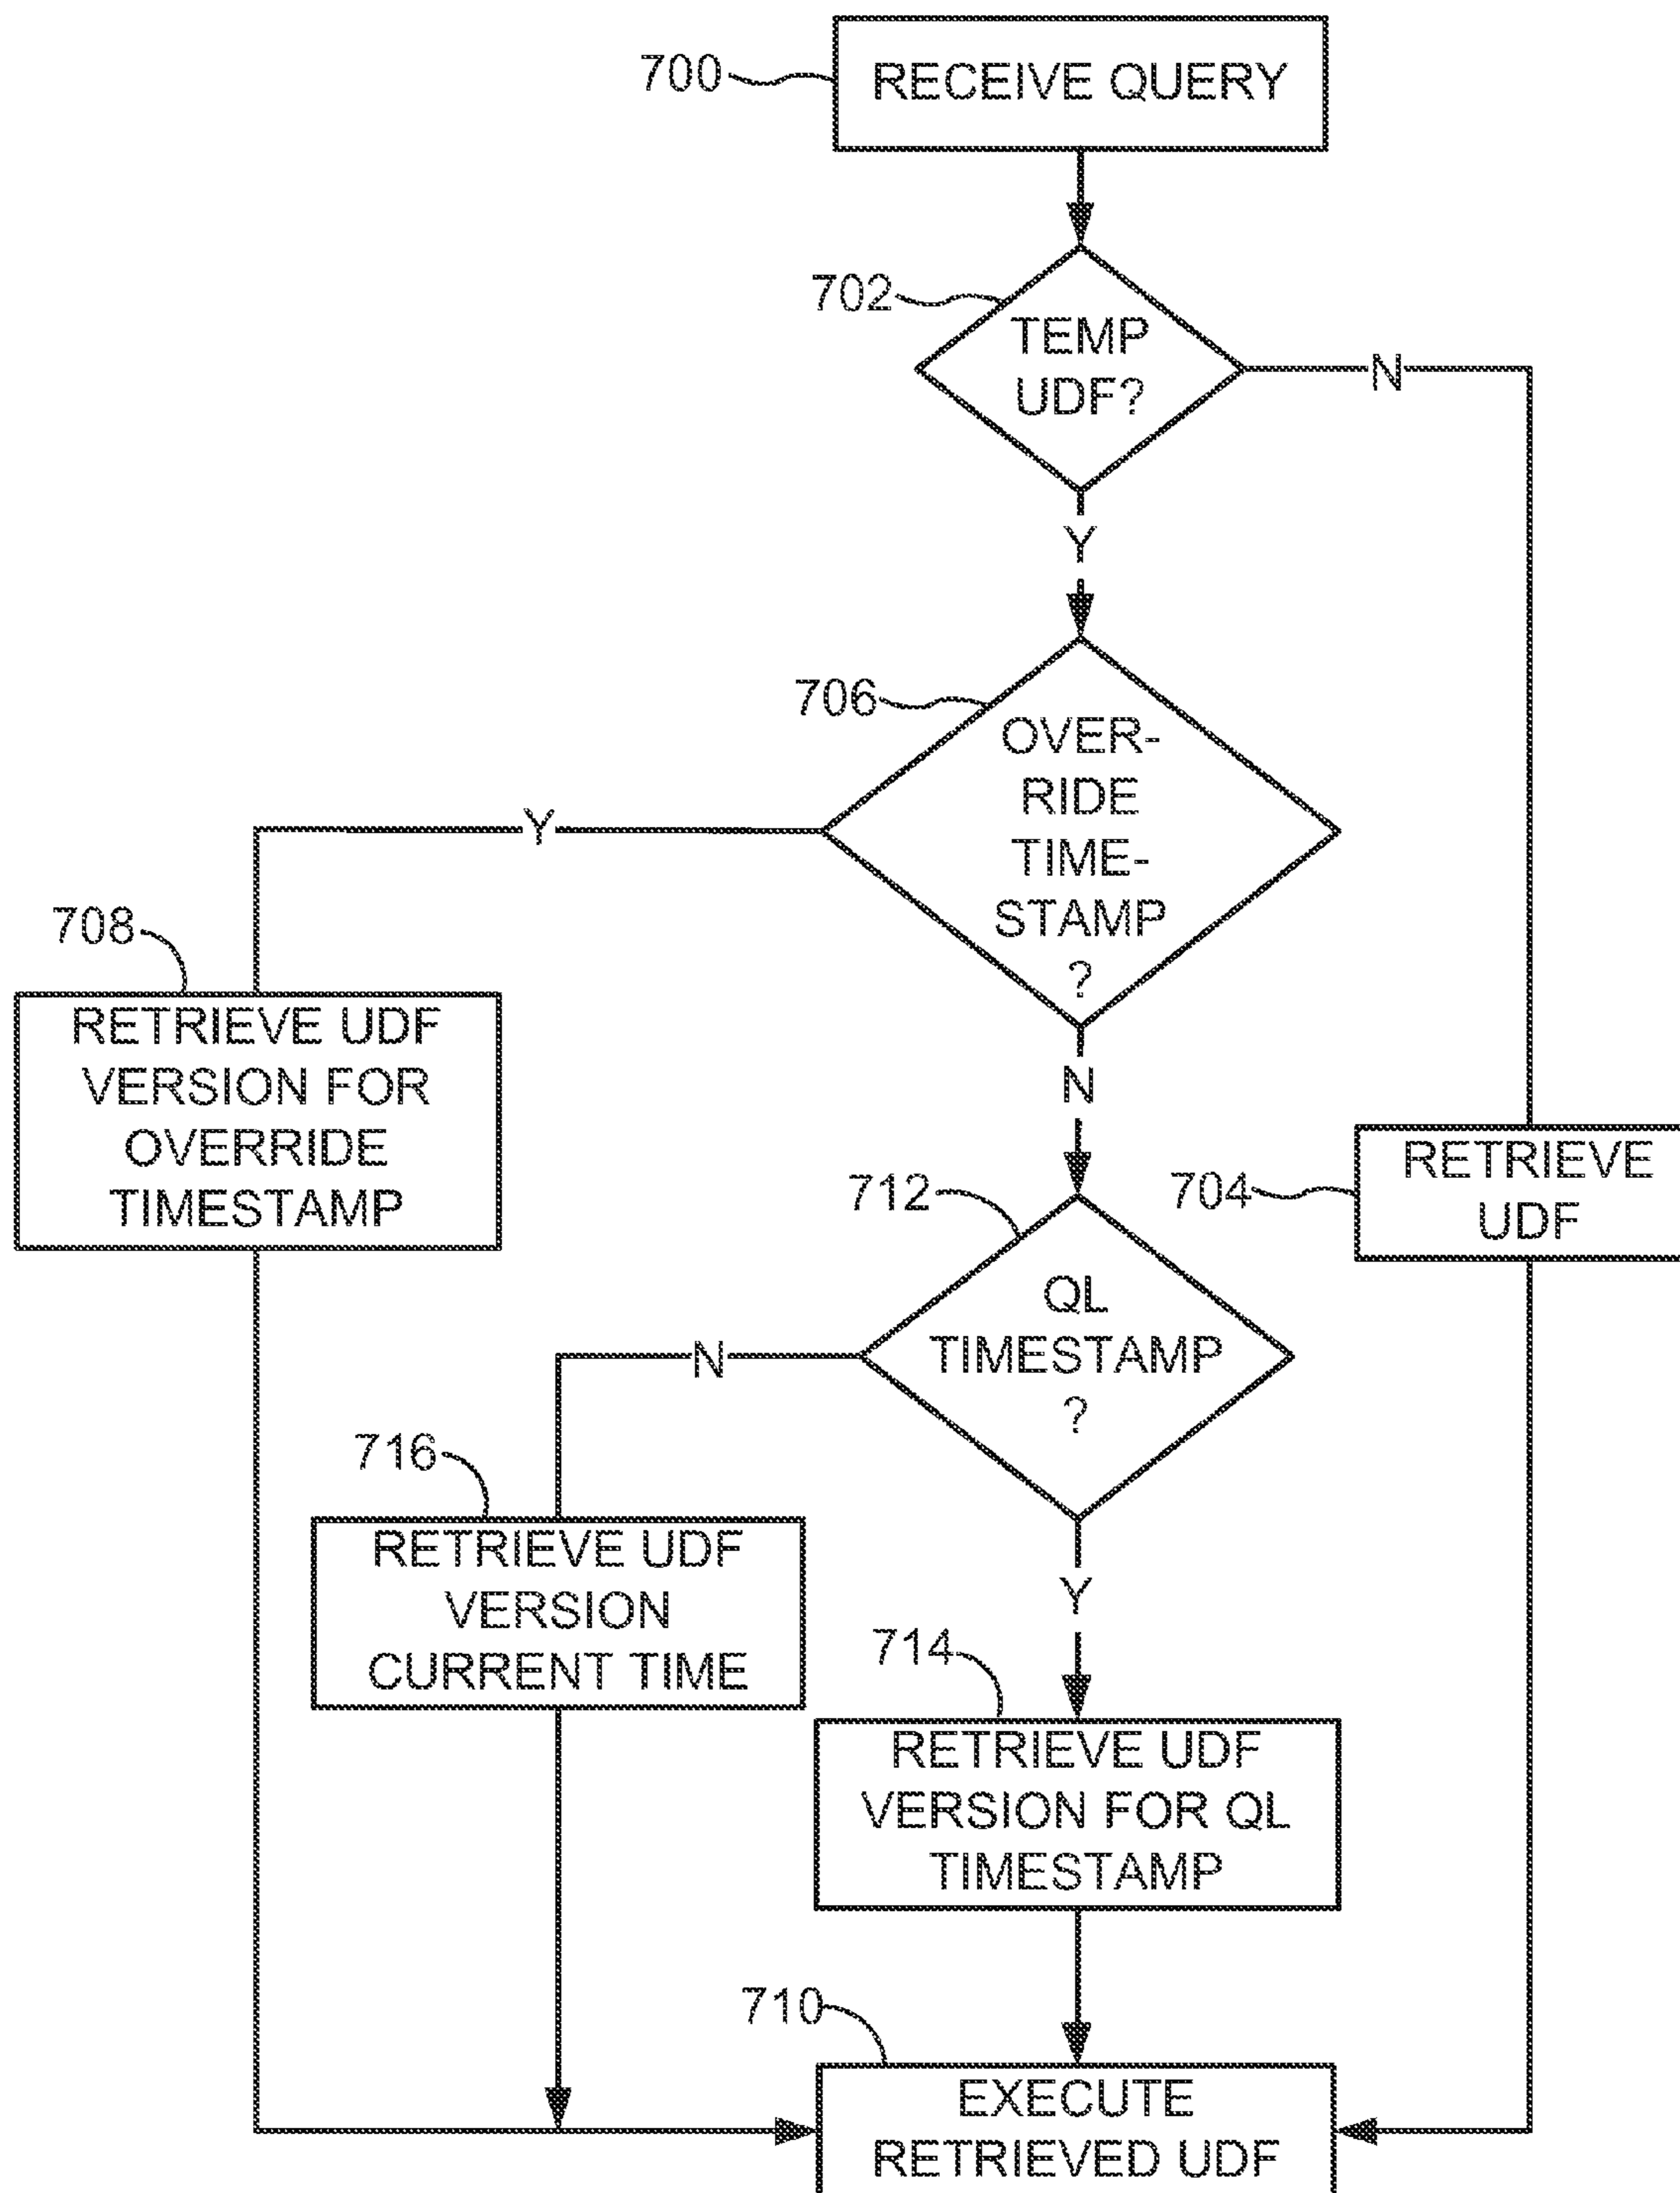 700
RECEIVE QUERY
702
TEMP
UDF?
N
Y
706
OVER-
RIDE
TIME-
STAMP
?
Y
N
708
RETRIEVE UDF
VERSION FOR
OVERRIDE
TIMESTAMP
704
RETRIEVE
UDF
712
QL
TIMESTAMP
?
N
Y
716
RETRIEVE UDF
VERSION
CURRENT TIME
714
RETRIEVE UDF
VERSION FOR QL
TIMESTAMP
710
EXECUTE
RETRIEVED UDF